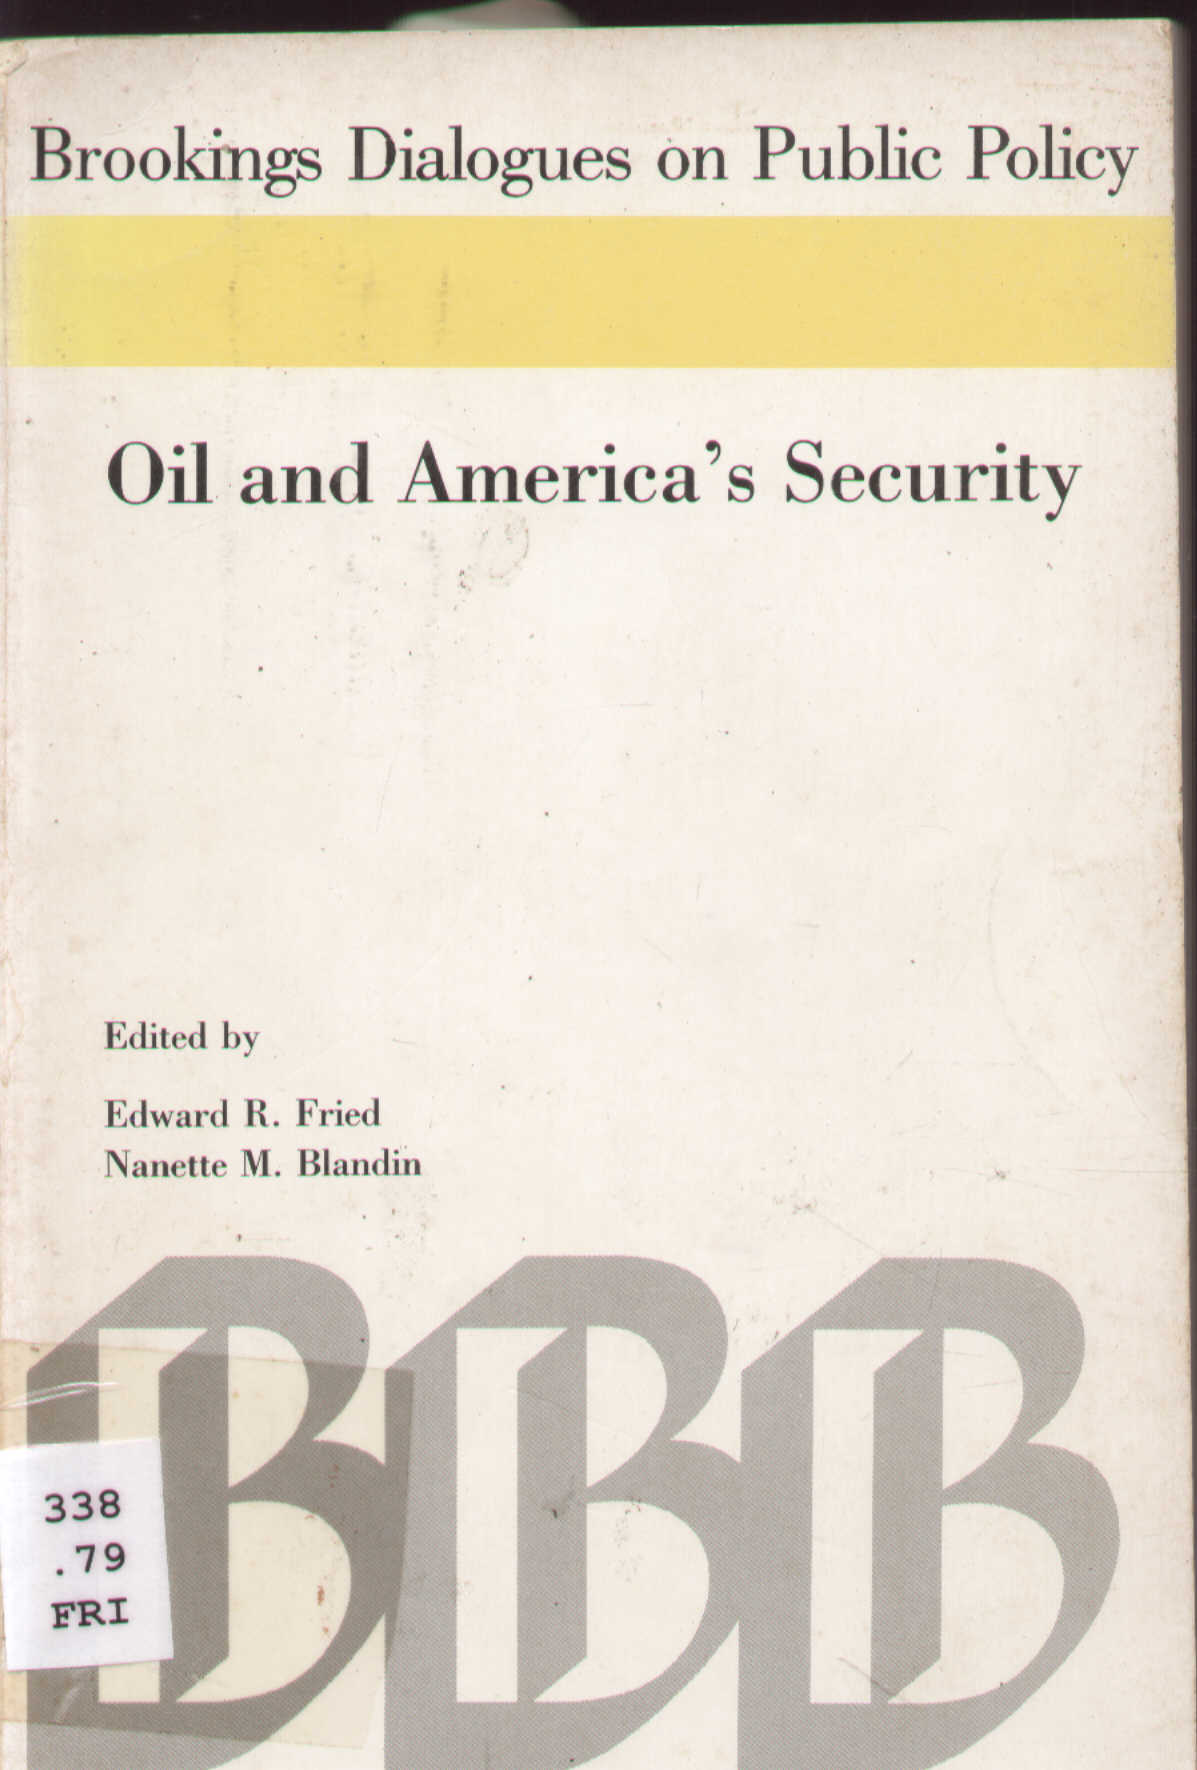 Brookings Dialogues on Public Policy
Oil and America's Security
Edited by
Edward R. Fried
Nanette M. Blandin
BBB
338
.79
FRI